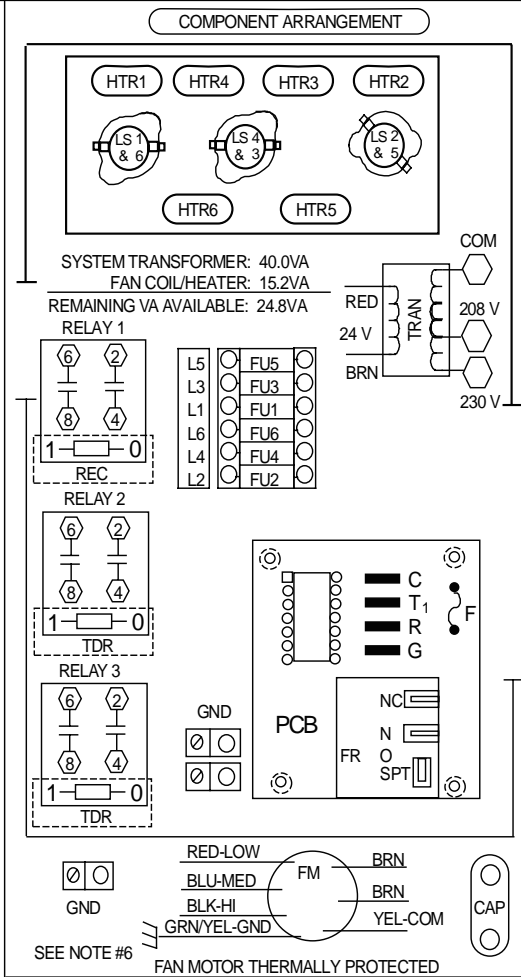 COMPONENT ARRANGEMENT
HTR1
HTR4
HTR3
HTR2
LS 1
& 6
LS 4
& 3
LS 2
& 5
HTR6
HTR5
SYSTEM TRANSFORMER: 40.0VA
FAN COIL/HEATER: 15.2VA
REMAINING VA AVAILABLE: 24.8VA
COM
RED
TRAN
208 V
24 V
BRN
230 V
RELAY 1
6
2
8
4
1
0
REC
L5
FU5
L3
FU3
L1
FU1
L6
FU6
L4
FU4
L2
FU2
RELAY 2
6
2
8
4
1
0
TDR
C
T1
R
G
F
RELAY 3
6
2
8
4
1
0
TDR
GND
PCB
NC
N
FR
O
SPT
GND
SEE NOTE #6
RED-LOW
BLU-MED
BLK-HI
GRN/YEL-GND
FM
BRN
BRN
YEL-COM
CAP
FAN MOTOR THERMALLY PROTECTED